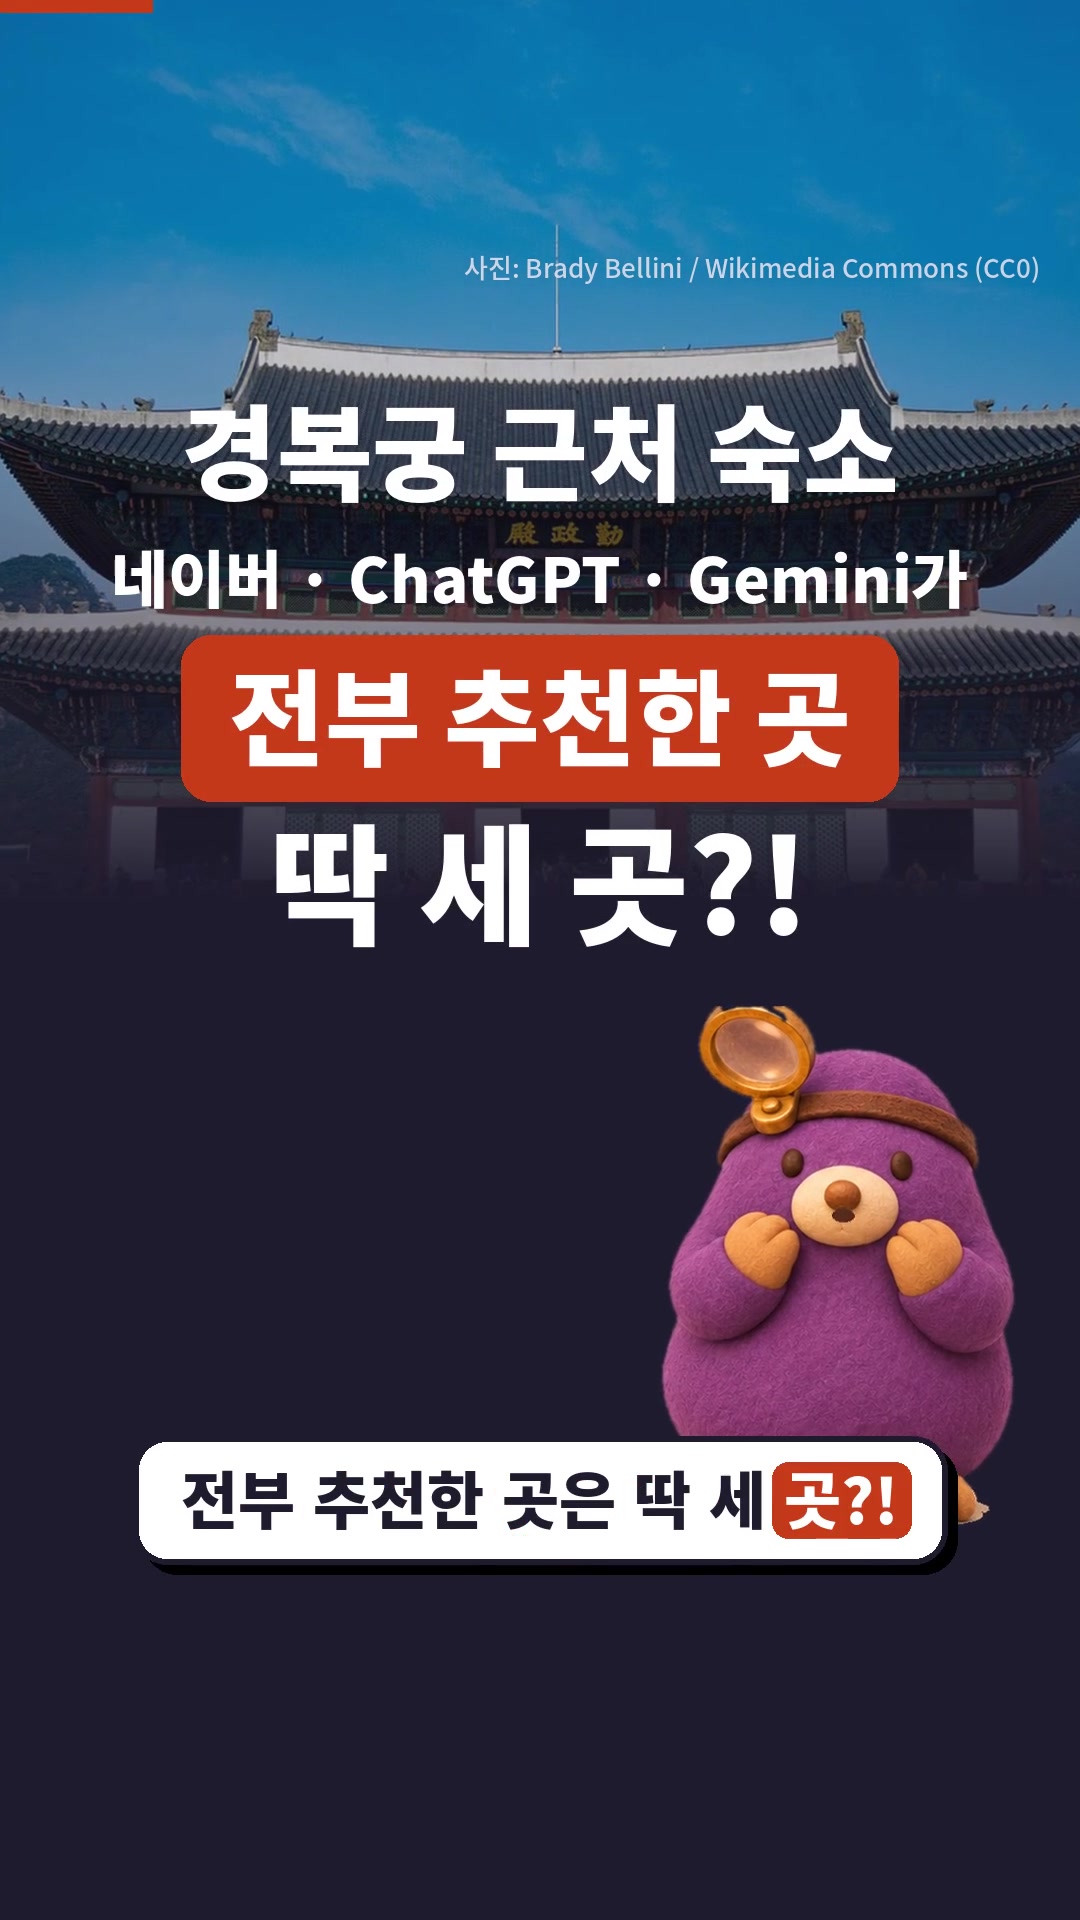 사진: Brady Bellini / Wikimedia Commons (CC0)
경복궁 근처 숙소
勤政殿
네이버 · ChatGPT · Gemini가
전부 추천한 곳
딱 세 곳?!
전부 추천한 곳은 딱 세 곳?!